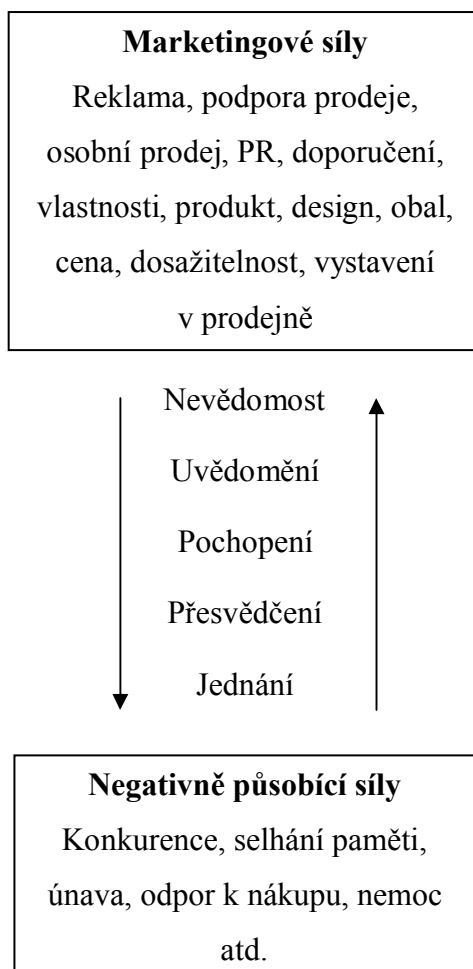 Marketingové síly
Reklama, podpora prodeje,
osobní prodej, PR, doporučení,
vlastnosti, produkt, design, obal,
cena, dosažitelnost, vystavení
v prodejně
Nevědomost
Uvědomění
Pochopení
Přesvědčení
Jednání
Negativně působící síly
Konkurence, selhání paměti,
únava, odpor k nákupu, nemoc
atd.